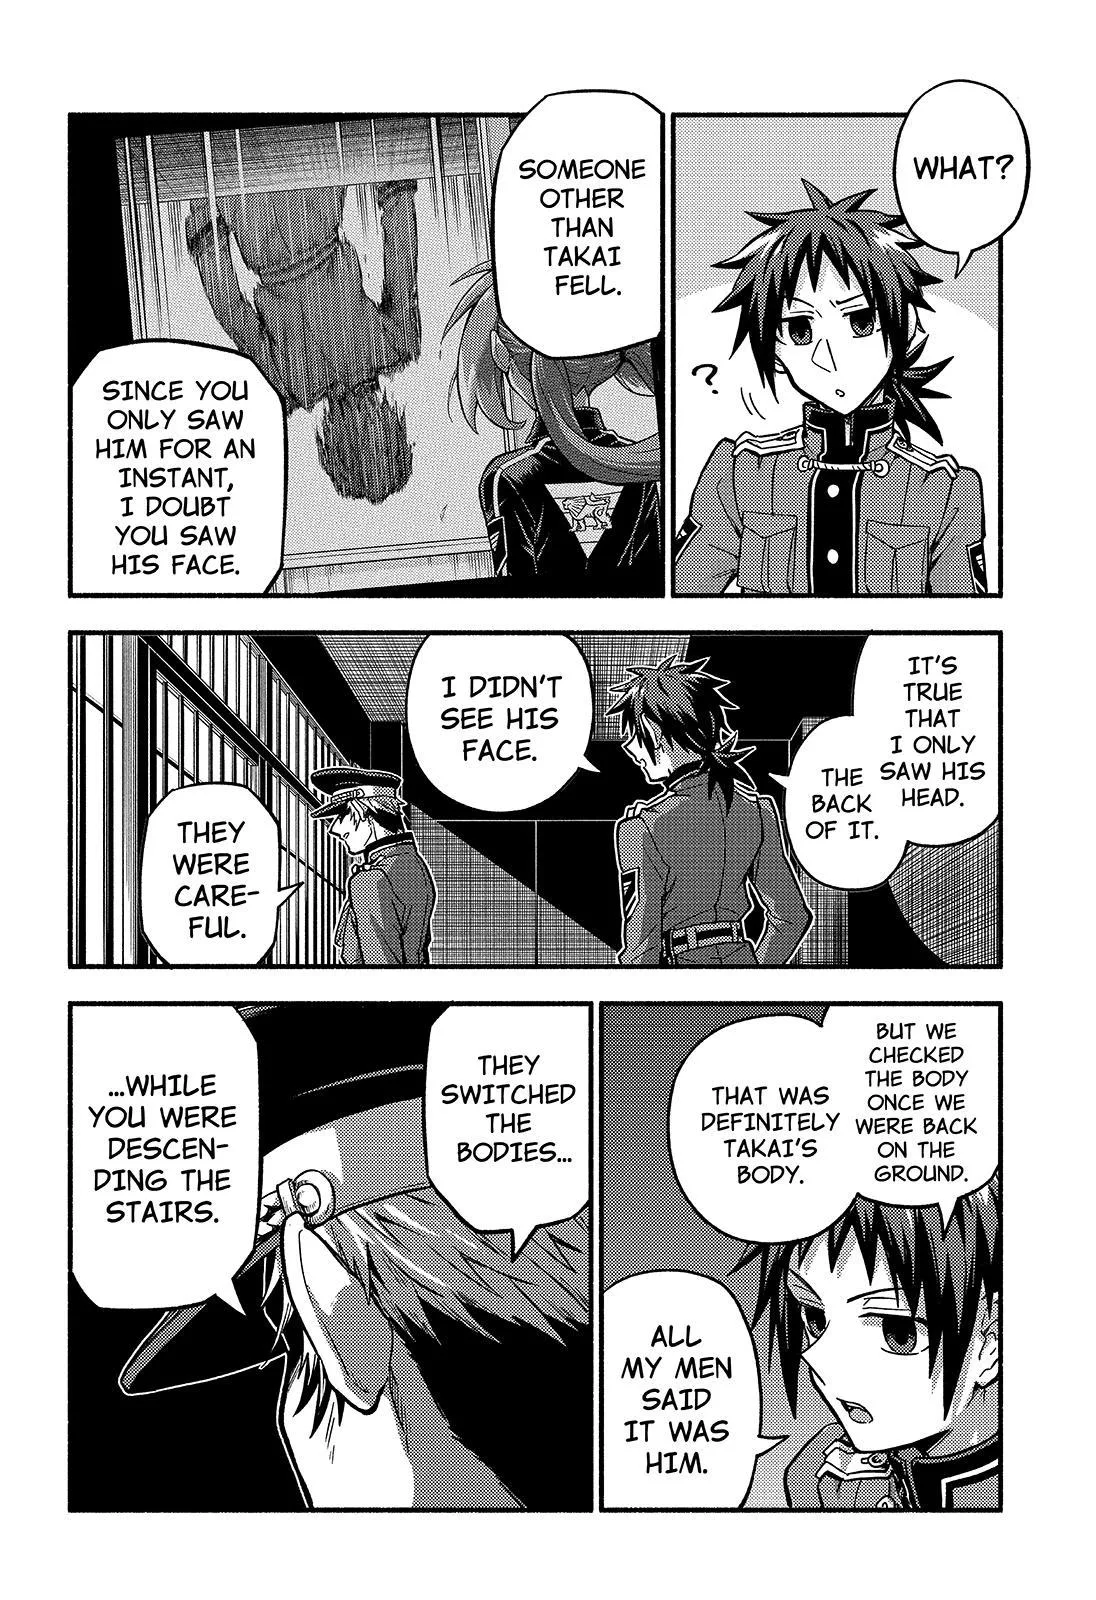 WHAT?
SOMEONE
OTHER
THAN
TAKAI
FELL.
SINCE YOU
ONLY SAW
HIM FOR AN
INSTANT,
I DOUBT
YOU SAW
HIS FACE.
?
IT'S
TRUE
THAT
I ONLY
SAW HIS
HEAD.
THE
BACK
OF IT.
I DIDN'T
SEE HIS
FACE.
THEY
WERE
CARE-
FUL.
BUT WE
CHECKED
THE BODY
ONCE WE
WERE BACK
ON THE
GROUND.
THAT WAS
DEFINITELY
TAKAI'S
BODY.
ALL
MY MEN
SAID
IT WAS
HIM.
THEY
SWITCHED
THE
BODIES...
...WHILE
YOU WERE
DESCEN-
DING THE
STAIRS.